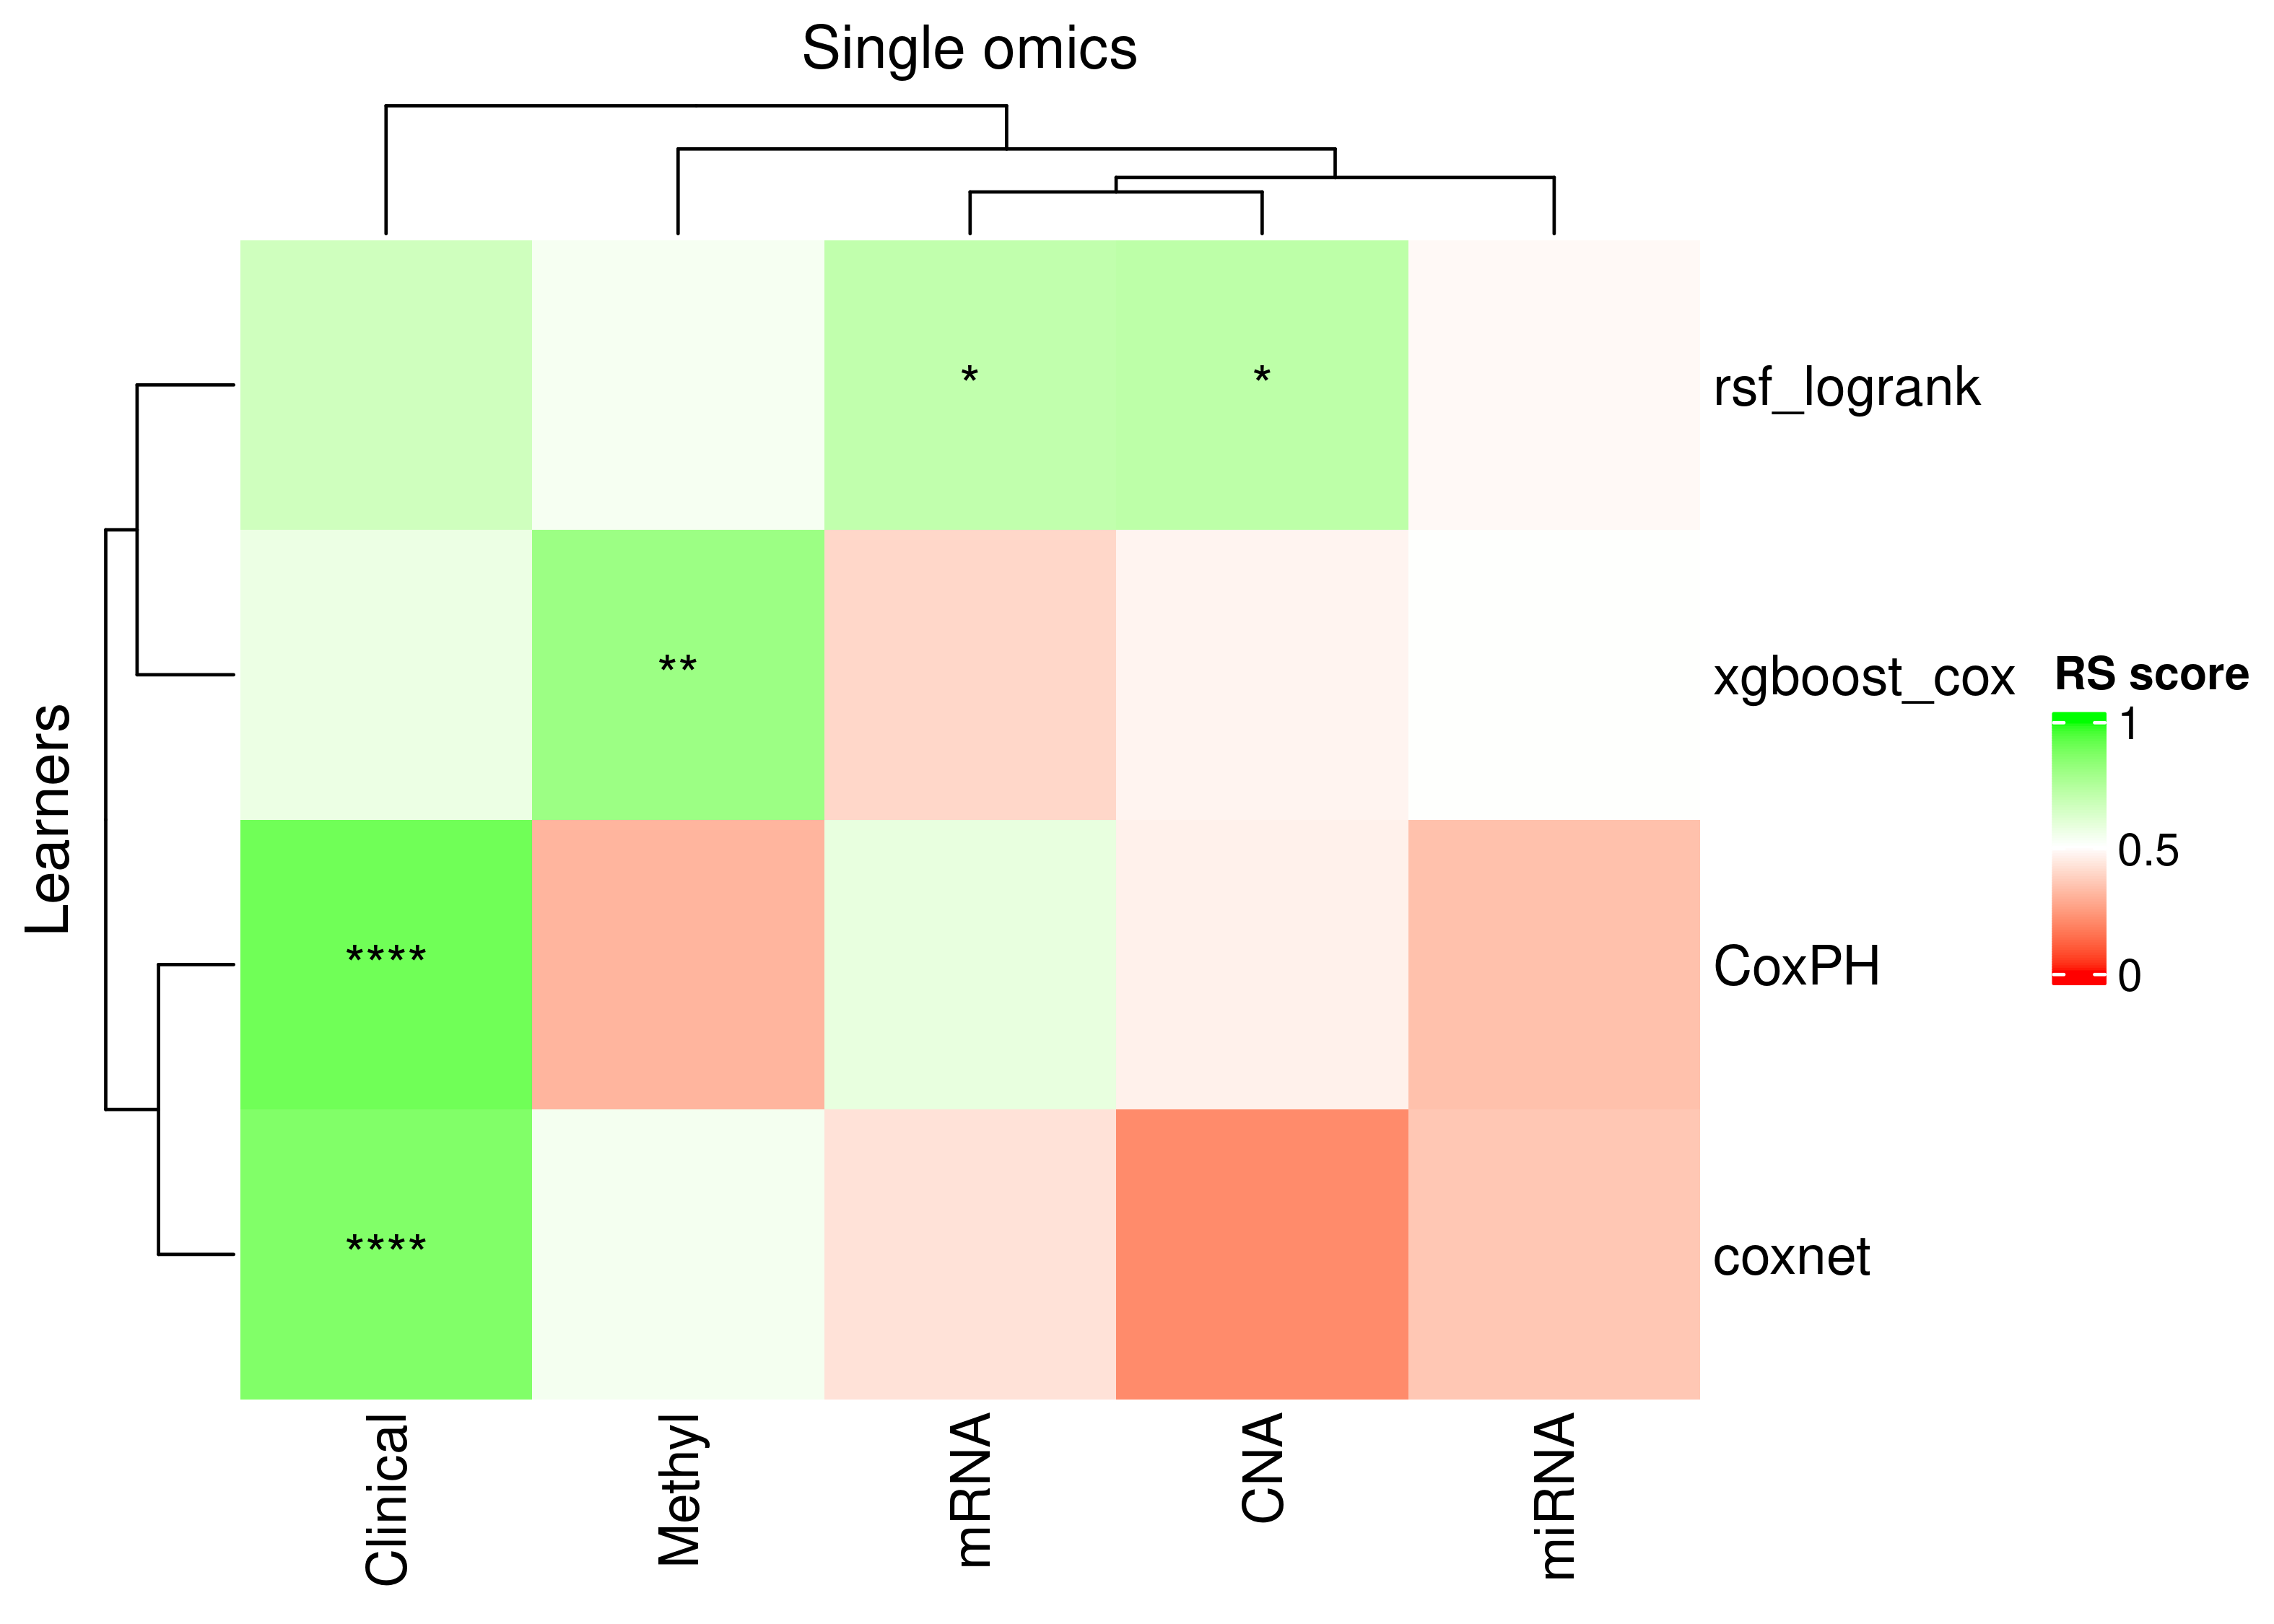 Single omics
* *
rsf_logrank
**
xgboost_cox
****
CoxPH
****
coxnet
Learners
Clinical
Methyl
mRNA
CNA
miRNA
RS score
1
0.5
0